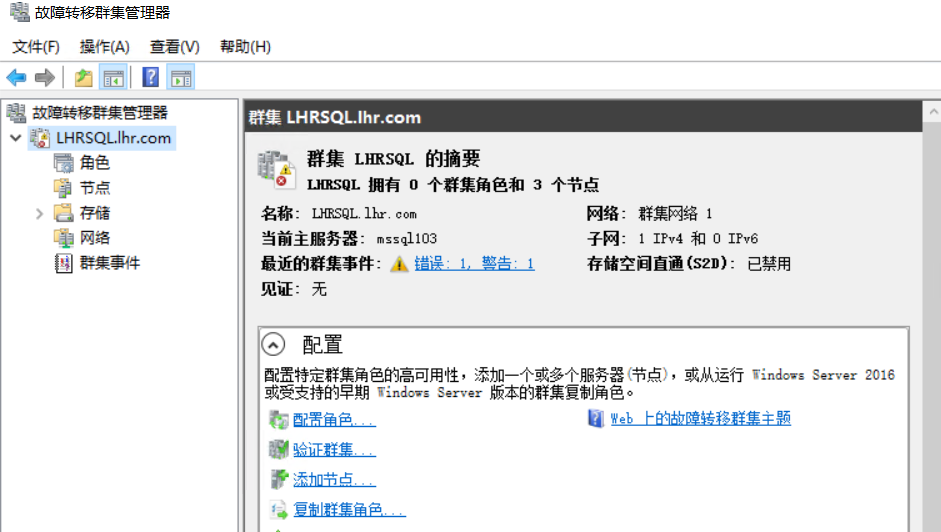 故障转移群集管理器
文件(F) 操作(A) 查看(V) 帮助(H)
故障转移群集管理器
LHRSQL.lhr.com
角色
节点
存储
网络
群集事件
群集 LHRSQL.lhr.com
群集 LHRSQL 的摘要
LHRSQL 拥有 0 个群集角色和 3 个节点
名称: LHRSQL.lhr.com 网络: 群集网络 1
当前主服务器: mssql103 子网: 1 IPv4 和 0 IPv6
最近的群集事件: 错误: 1, 警告: 1 存储空间直通(S2D): 已禁用
见证: 无
配置
配置特定群集角色的高可用性，添加一个或多个服务器(节点)，或从运行 Windows Server 2016
或受支持的早期 Windows Server 版本的群集复制角色。
配置角色... Web 上的故障转移群集主题
验证群集...
添加节点...
复制群集角色...